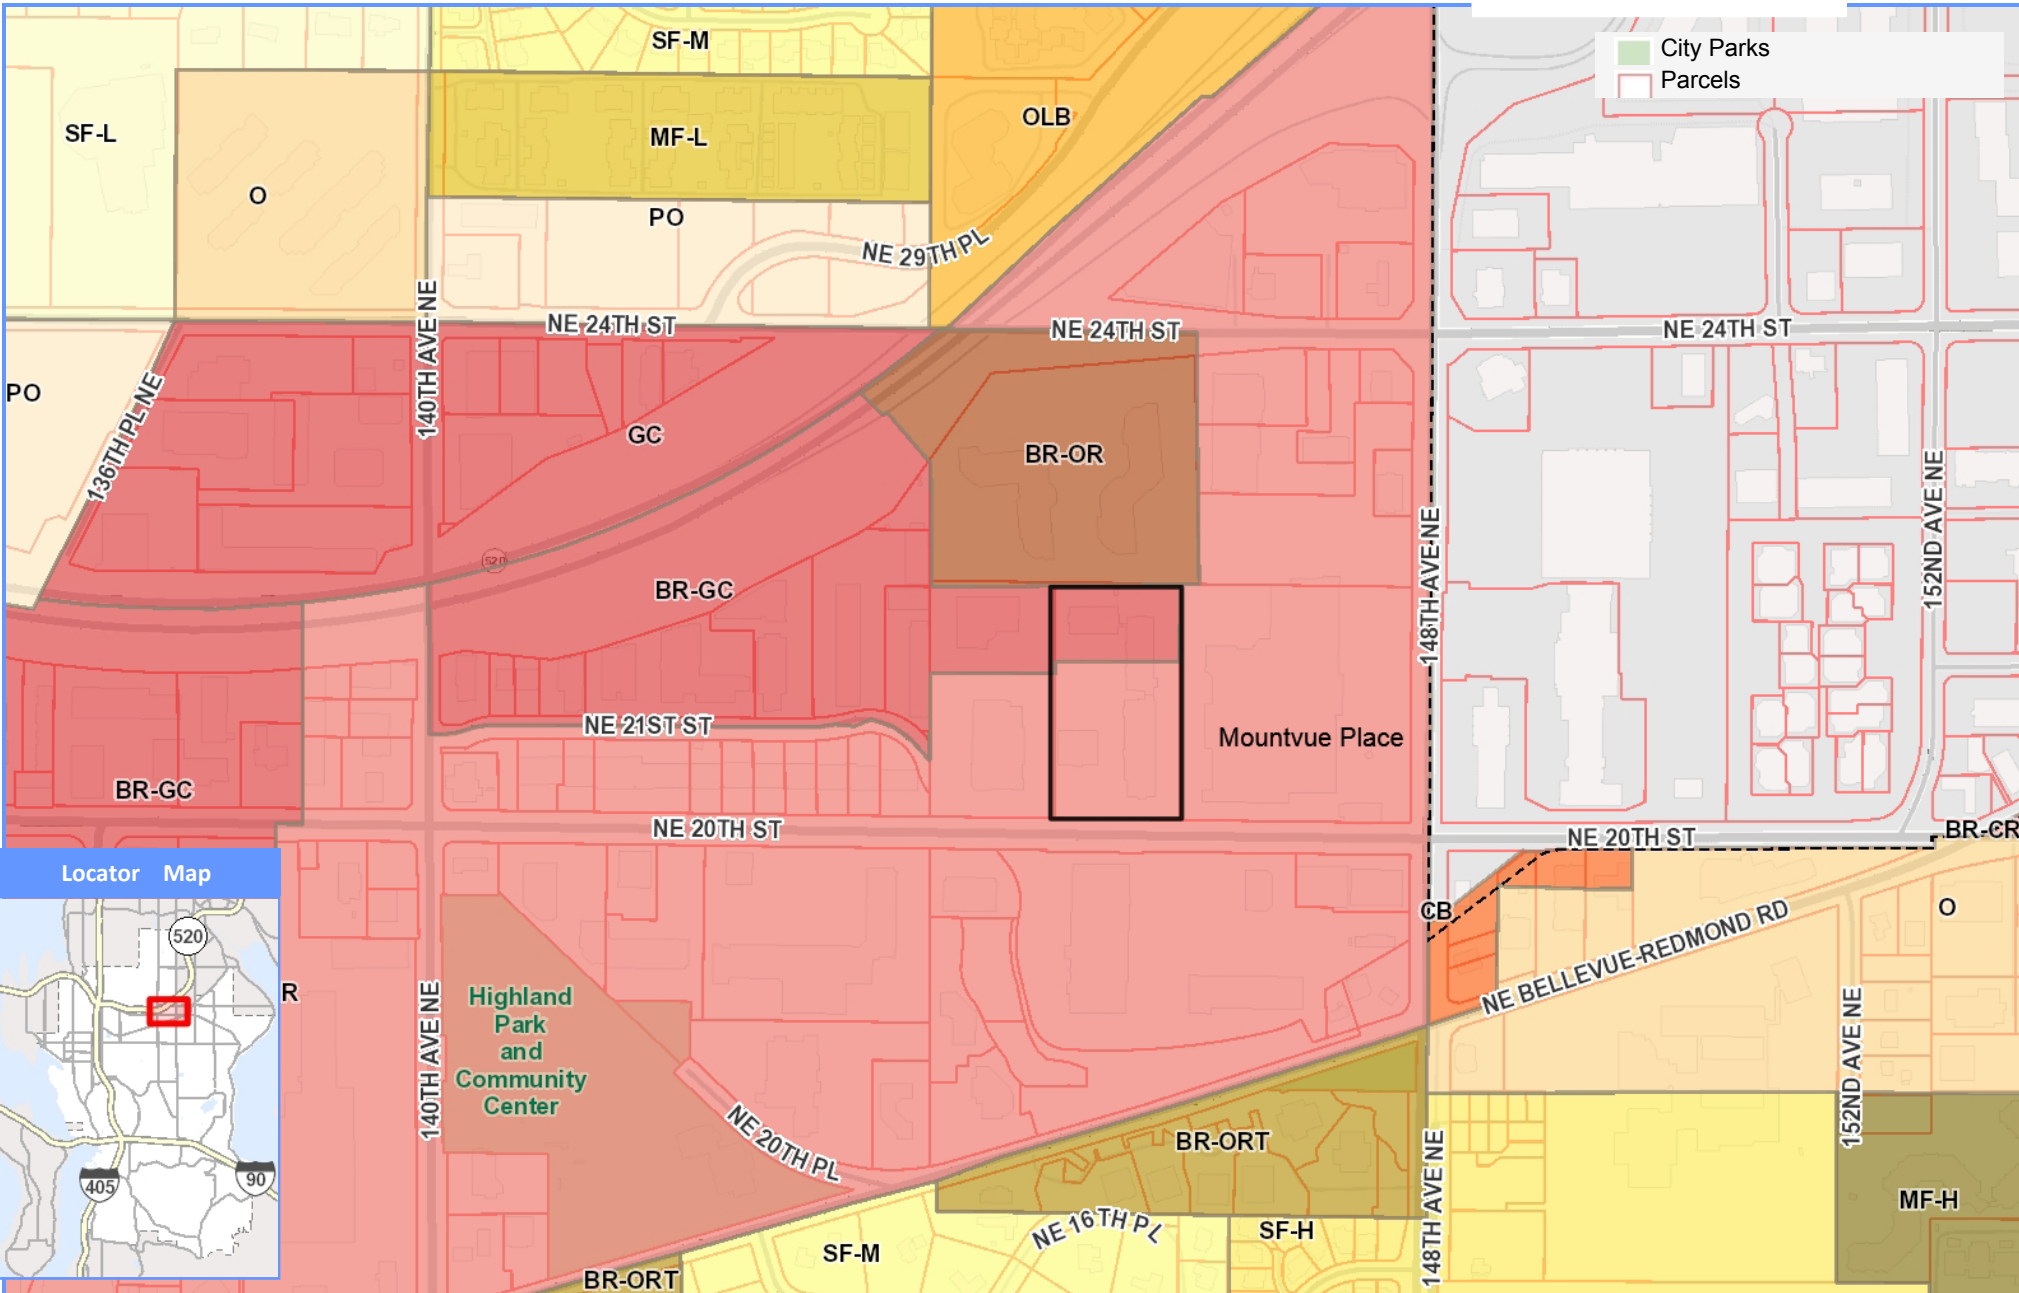 City Parks
Parcels
SF-M
SF-L
O
MF-L
OLB
PO
NE 29TH PL
140TH AVE NE
NE 24TH ST
NE 24TH ST
NE 24TH ST
PO
136TH PL NE
GC
BR-OR
520
BR-GC
148TH AVE NE
152ND AVE NE
NE 21ST ST
Mountvue Place
BR-GC
NE 20TH ST
NE 20TH ST
BR-CR
Locator Map
520
405
90
R
CB
O
NE BELLEVUE-REDMOND RD
Highland
Park
and
Community
Center
140TH AVE NE
NE 20TH PL
152ND AVE NE
BR-ORT
148TH AVE NE
MF-H
NE 16TH PL
SF-H
SF-M
BR-ORT